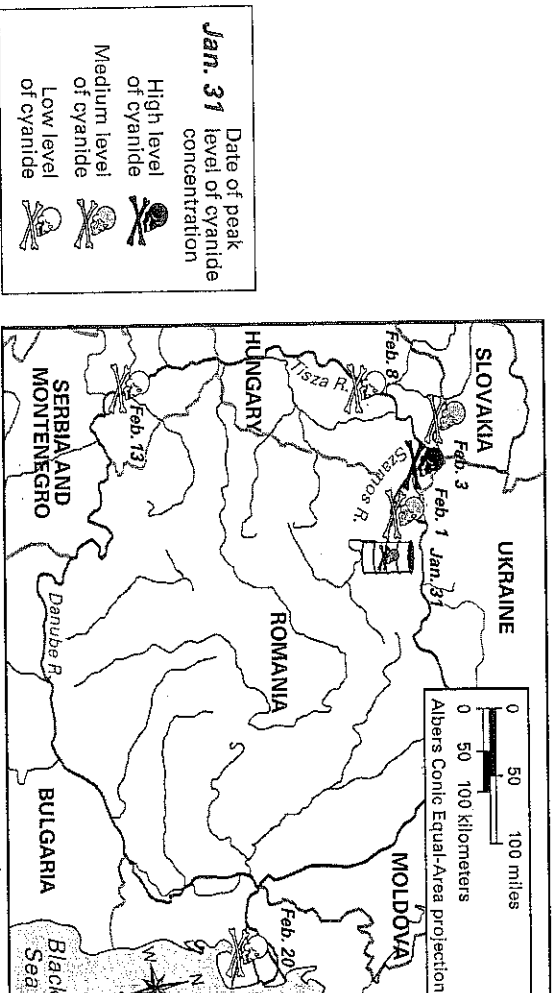 Date of peak
Jan. 31 level of cyanide
concentration
High level
of cyanide
Medium level
of cyanide
Low level
of cyanide
SLOVAKIA
UKRAINE
Feb. 3
Feb. 1
Jan. 31
Feb. 8
Szamos R.
Tisza R.
HUNGARY
ROMANIA
MOLDOVA
Feb. 13
Feb. 20
SERBIA AND
MONTENEGRO
Danube R.
BULGARIA
Black
Sea
N
W
0 50 100 miles
0 50 100 kilometers
Albers Conic Equal-Area projection